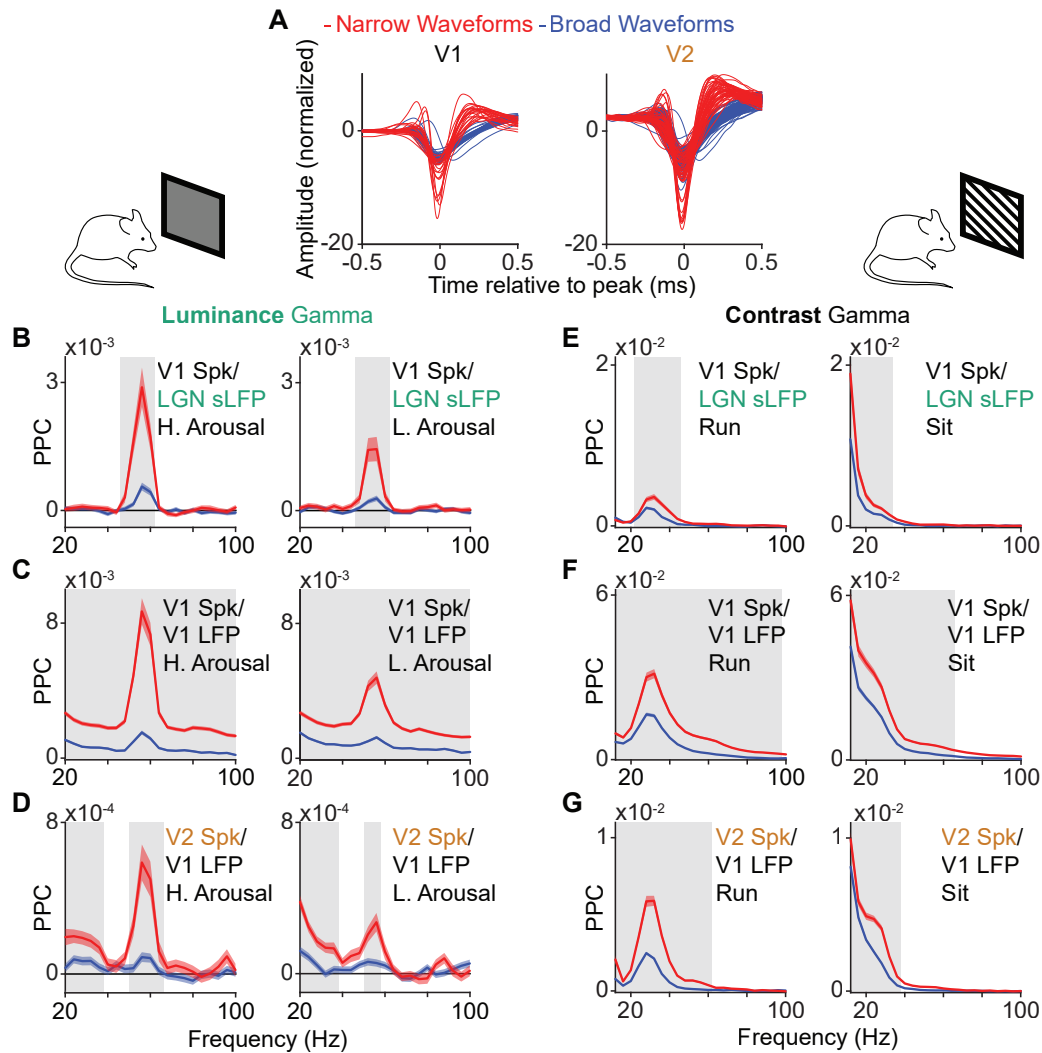 A
- Narrow Waveforms - Broad Waveforms
V1
V2
Amplitude (normalized)
0
-20
-0.5
0
0.5
-0.5
0
0.5
Time relative to peak (ms)
Luminance Gamma
Contrast Gamma
B
x10-3
3
0
PPC
V1 Spk/
LGN sLFP
H. Arousal
20
100
x10-3
3
0
V1 Spk/
LGN sLFP
L. Arousal
20
100
C
x10-3
8
0
PPC
V1 Spk/
V1 LFP
H. Arousal
20
100
x10-3
8
0
V1 Spk/
V1 LFP
L. Arousal
20
100
D
x10-4
8
0
PPC
V2 Spk/
V1 LFP
H. Arousal
20
100
x10-4
8
0
V2 Spk/
V1 LFP
L. Arousal
20
100
Frequency (Hz)
E
x10-2
2
0
PPC
V1 Spk/
LGN sLFP
Run
20
100
x10-2
2
0
V1 Spk/
LGN sLFP
Sit
20
100
F
x10-2
6
0
PPC
V1 Spk/
V1 LFP
Run
20
100
x10-2
6
0
V1 Spk/
V1 LFP
Sit
20
100
G
x10-2
1
0
PPC
V2 Spk/
V1 LFP
Run
20
100
x10-2
1
0
V2 Spk/
V1 LFP
Sit
20
100
Frequency (Hz)